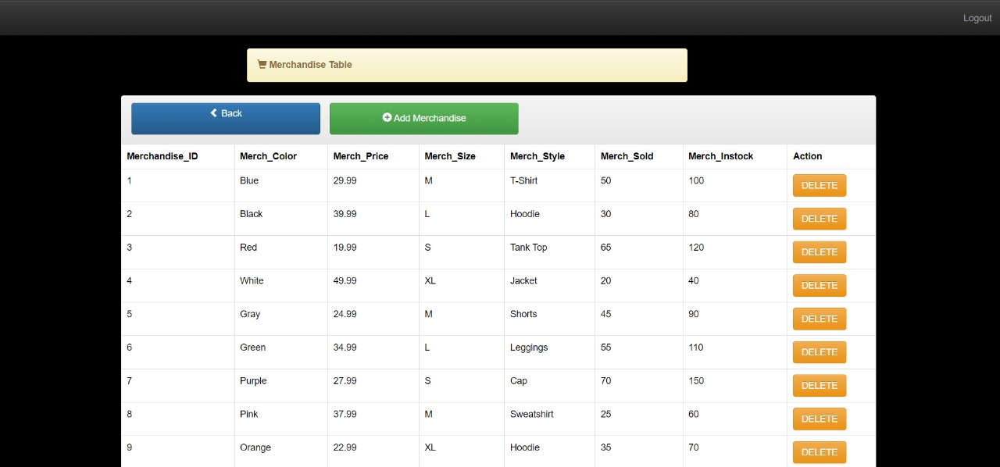 Logout
Merchandise Table
Back Add Merchandise
Merchandise_ID Merch_Color Merch_Price Merch_Size Merch_Style Merch_Sold Merch_Instock Action
1 Blue 29.99 M T-Shirt 50 100 DELETE
2 Black 39.99 L Hoodie 30 80 DELETE
3 Red 19.99 S Tank Top 65 120 DELETE
4 White 49.99 XL Jacket 20 40 DELETE
5 Gray 24.99 M Shorts 45 90 DELETE
6 Green 34.99 L Leggings 55 110 DELETE
7 Purple 27.99 S Cap 70 150 DELETE
8 Pink 37.99 M Sweatshirt 25 60 DELETE
9 Orange 22.99 XL Hoodie 35 70 DELETE